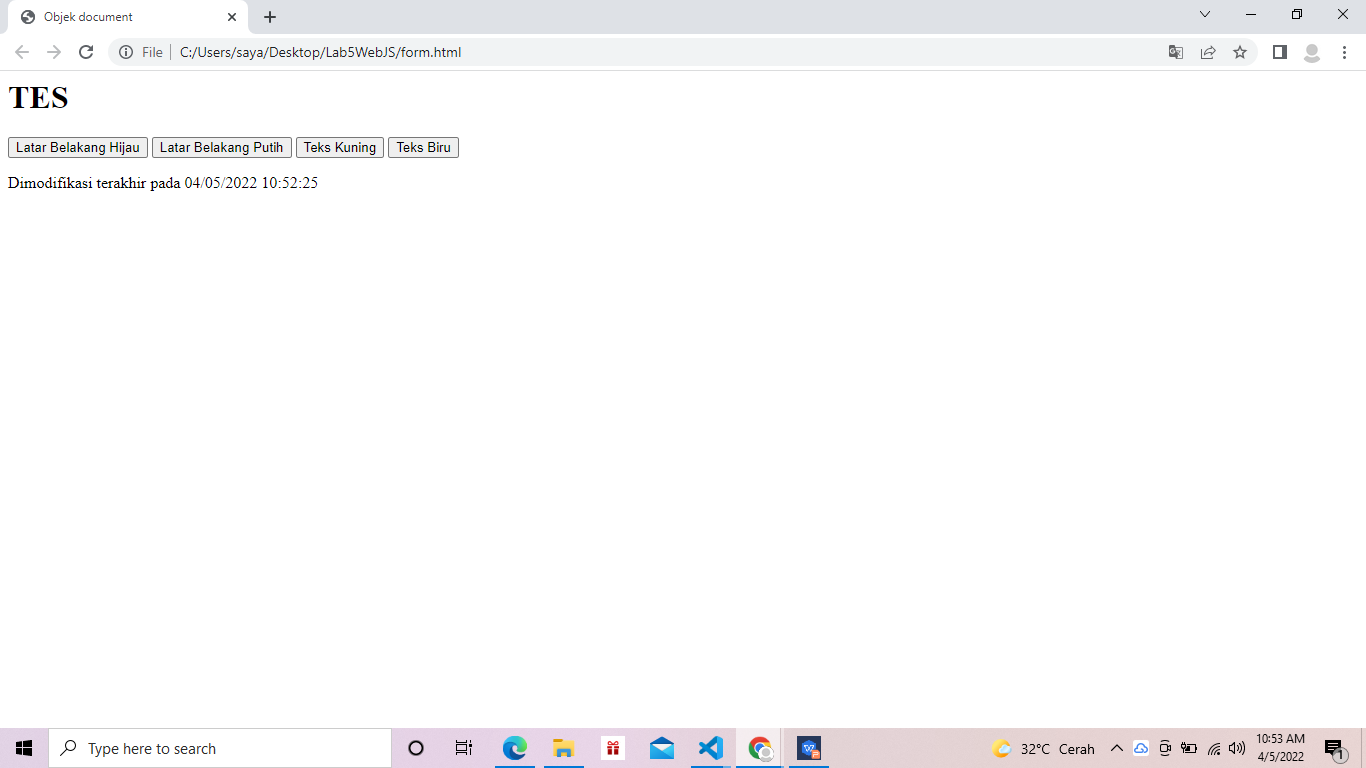 Objek document
File
C:/Users/saya/Desktop/Lab5WebJS/form.html
TES
Latar Belakang Hijau Latar Belakang Putih Teks Kuning Teks Biru
Dimodifikasi terakhir pada 04/05/2022 10:52:25
Type here to search
32°C Cerah
10:53 AM
4/5/2022
1